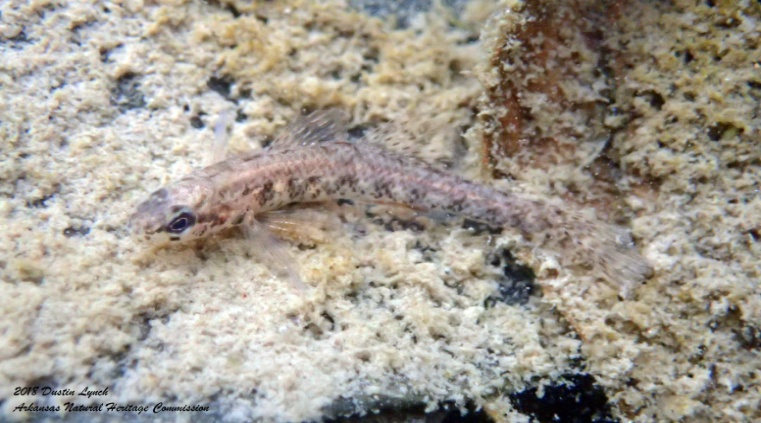 2018 Dustin Lynch
Arkansas Natural Heritage Commission